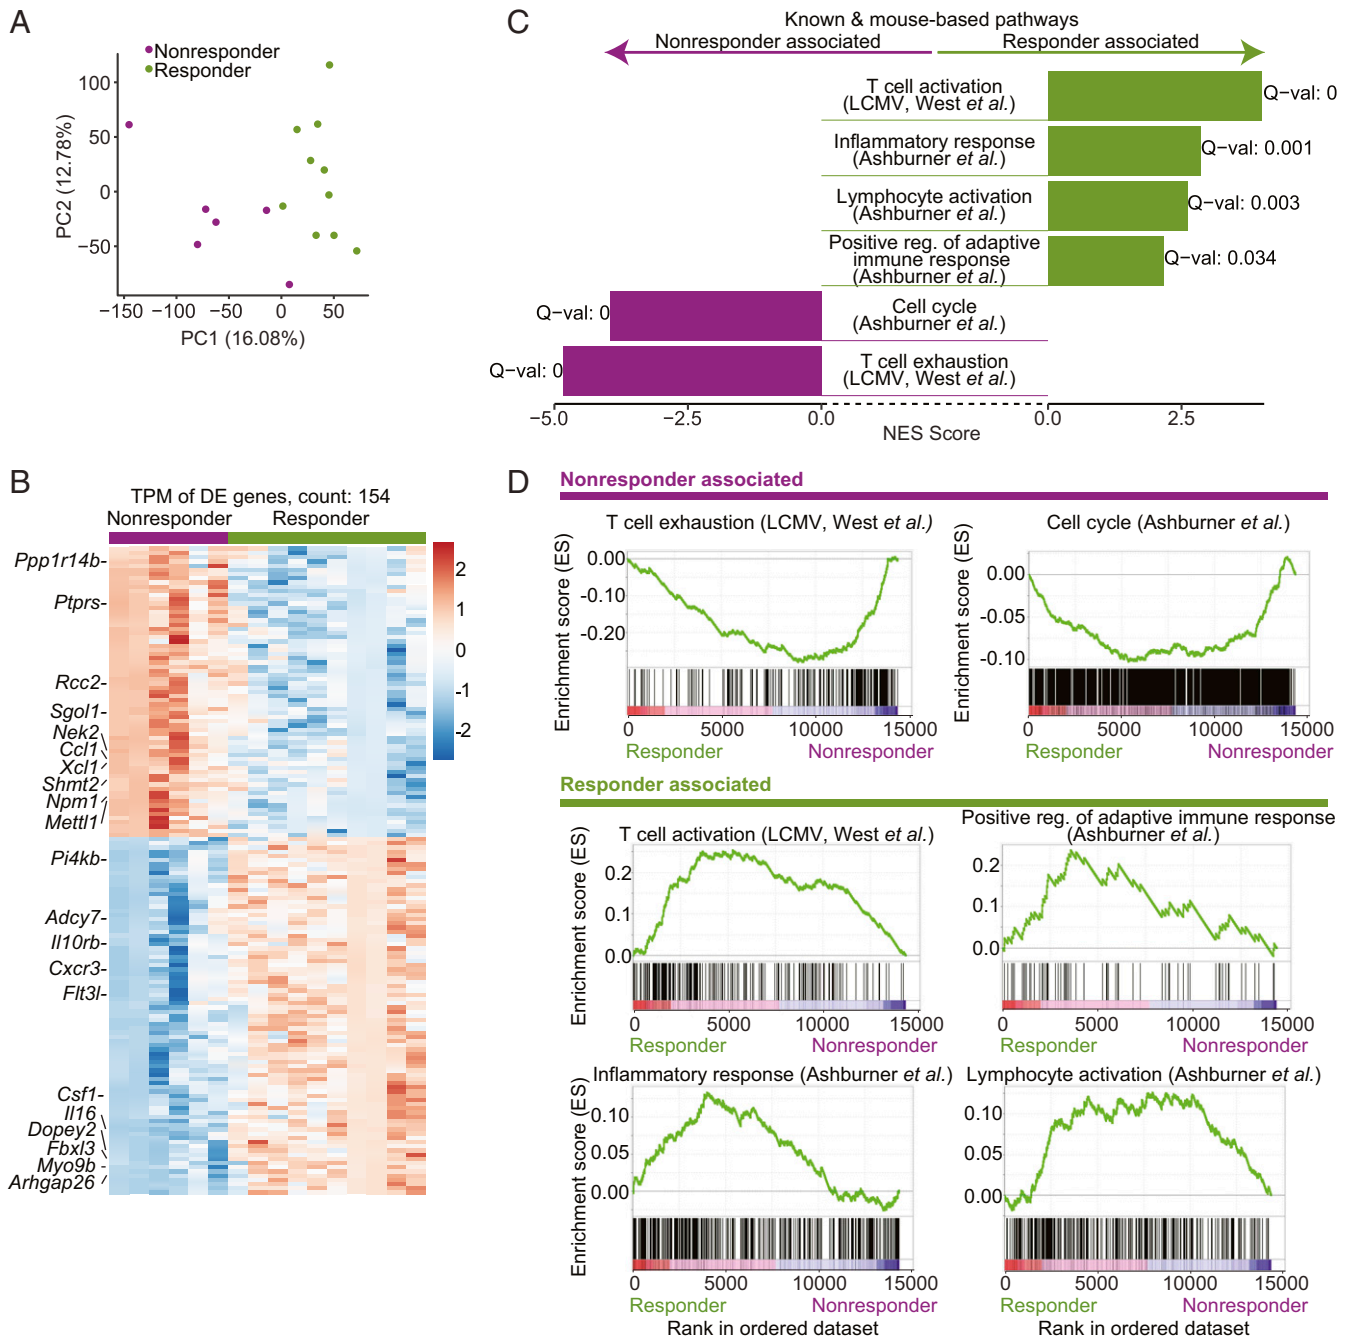 A
Nonresponder
Responder
100
50
0
−50
PC2 (12.78%)
−150 −100 −50 0 50
PC1 (16.08%)
C
Known & mouse-based pathways
Nonresponder associated Responder associated
T cell activation
(LCMV, West et al.)
Q−val: 0
Inflammatory response
(Ashburner et al.)
Q−val: 0.001
Lymphocyte activation
(Ashburner et al.)
Q−val: 0.003
Positive reg. of adaptive
immune response
(Ashburner et al.)
Q−val: 0.034
Q−val: 0
Cell cycle
(Ashburner et al.)
Q−val: 0
T cell exhaustion
(LCMV, West et al.)
−5.0 −2.5 0.0 0.0 2.5
NES Score
B
TPM of DE genes, count: 154
Nonresponder Responder
Ppp1r14b
Ptprs
Rcc2
Sgol1
Nek2
Ccl1
Xcl1
Shmt2
Npm1
Mettl1
Pi4kb
Adcy7
Il10rb
Cxcr3
Flt3l
Csf1
Il16
Dopey2
Fbxl3
Myo9b
Arhgap26
2
1
0
-1
-2
D
Nonresponder associated
T cell exhaustion (LCMV, West et al.)
Enrichment score (ES)
0.00
-0.10
-0.20
0 5000 10000 15000
Responder Nonresponder
Cell cycle (Ashburner et al.)
Enrichment score (ES)
0.00
-0.05
-0.10
0 5000 10000 15000
Responder Nonresponder
Responder associated
T cell activation (LCMV, West et al.)
Enrichment score (ES)
0.2
0.1
0.0
0 5000 10000 15000
Responder Nonresponder
Positive reg. of adaptive immune response
(Ashburner et al.)
0.2
0.1
0.0
0 5000 10000 15000
Responder Nonresponder
Inflammatory response (Ashburner et al.)
Enrichment score (ES)
0.10
0.05
0.00
0 5000 10000 15000
Responder Nonresponder
Rank in ordered dataset
Lymphocyte activation (Ashburner et al.)
0.10
0.05
0.00
0 5000 10000 15000
Responder Nonresponder
Rank in ordered dataset